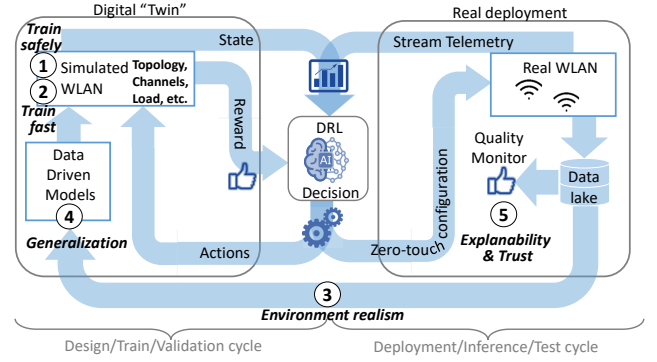 Digital “Twin”
Real deployment
Train
safely
State
Stream Telemetry
1
Simulated
2
WLAN
Topology,
Channels,
Load, etc.
Train
fast
Reward
Real WLAN
DRL
AI
Decision
Data
Driven
Models
4
Generalization
Quality
Monitor
Data
lake
5
Explanability
& Trust
Actions
Zero-touch
configuration
3
Environment realism
Design/Train/Validation cycle
Deployment/Inference/Test cycle